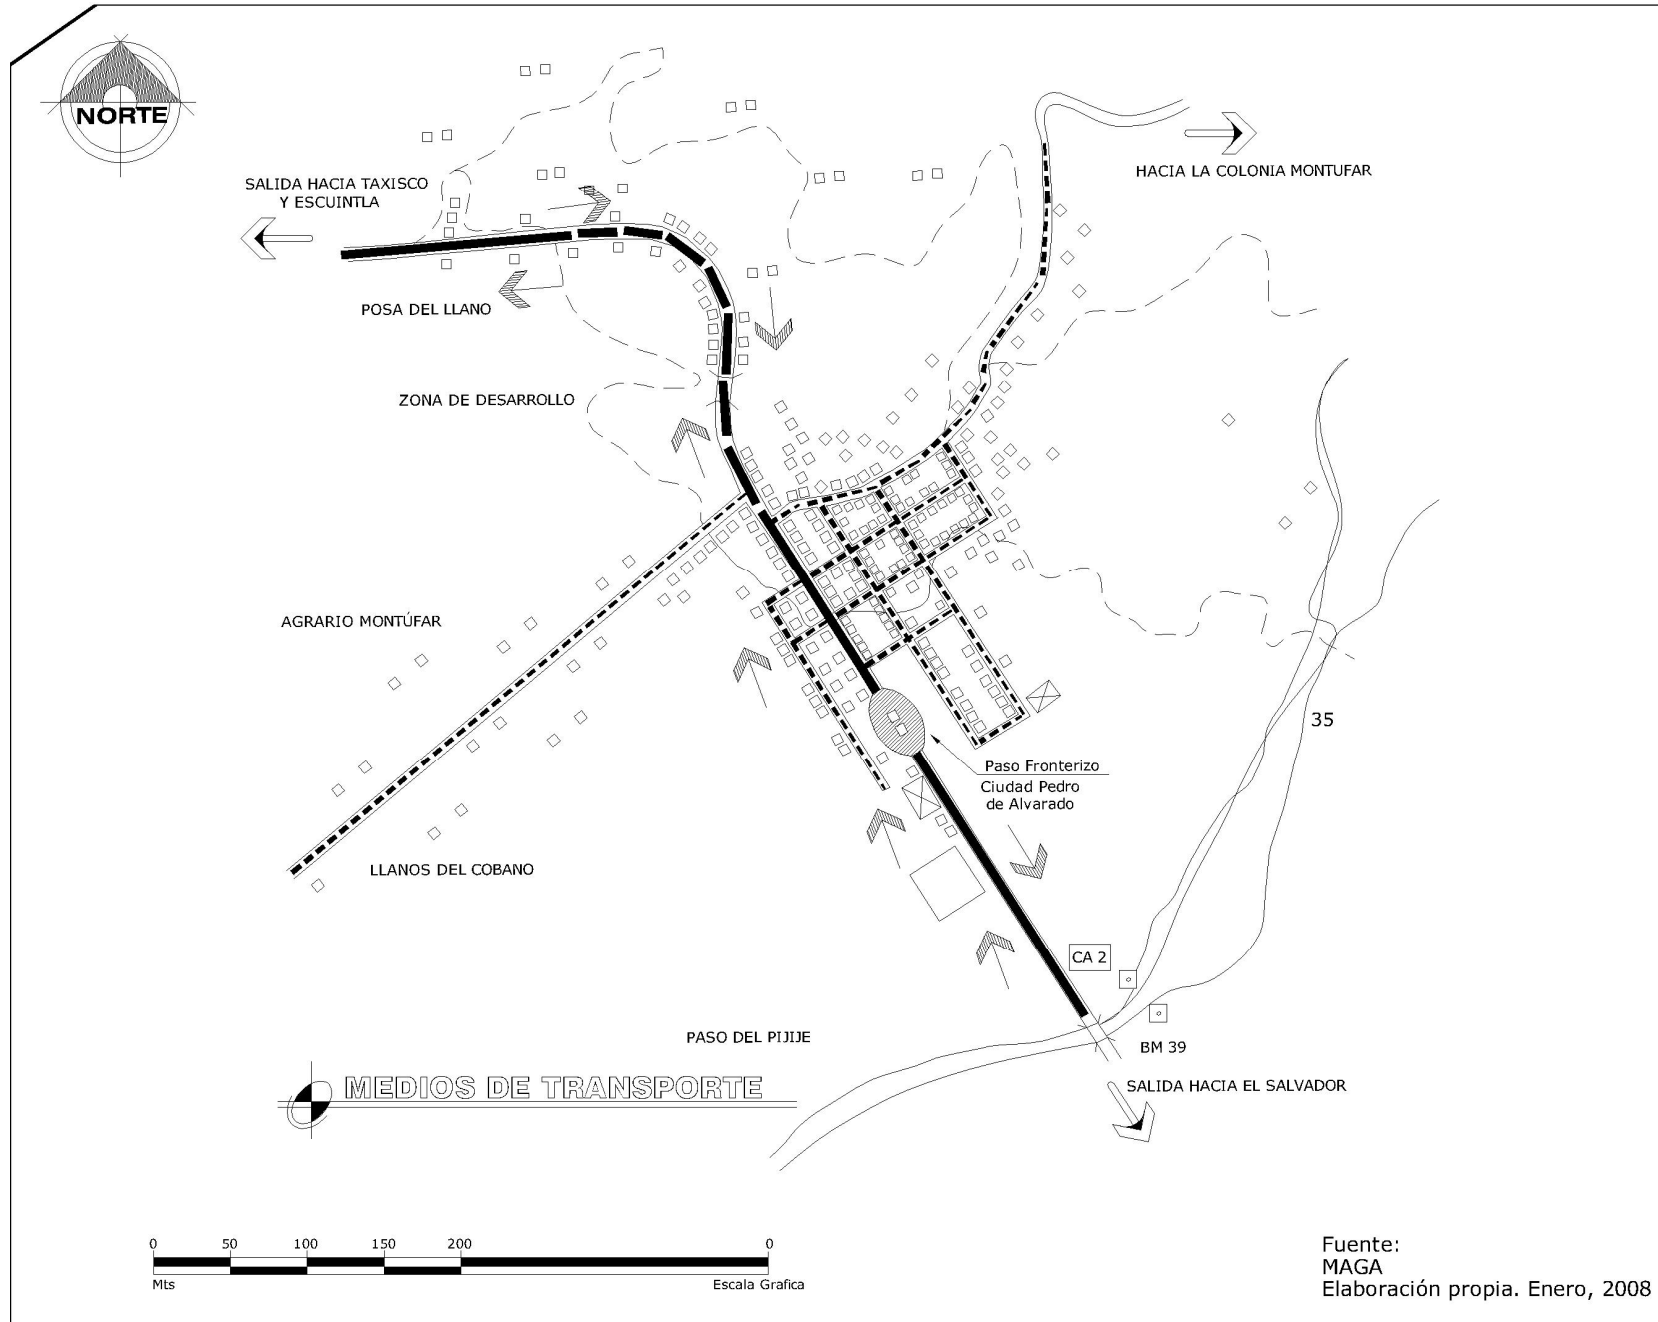 NORTE
SALIDA HACIA TAXISCO
Y ESCUINTLA
HACIA LA COLONIA MONTUFAR
POSA DEL LLANO
ZONA DE DESARROLLO
AGRARIO MONTÚFAR
35
Paso Fronterizo
Ciudad Pedro
de Alvarado
LLANOS DEL COBANO
CA 2
PASO DEL PIJIJE
BM 39
MEDIOS DE TRANSPORTE
SALIDA HACIA EL SALVADOR
0 50 100 150 200 0
Mts Escala Grafica
Fuente:
MAGA
Elaboración propia. Enero, 2008